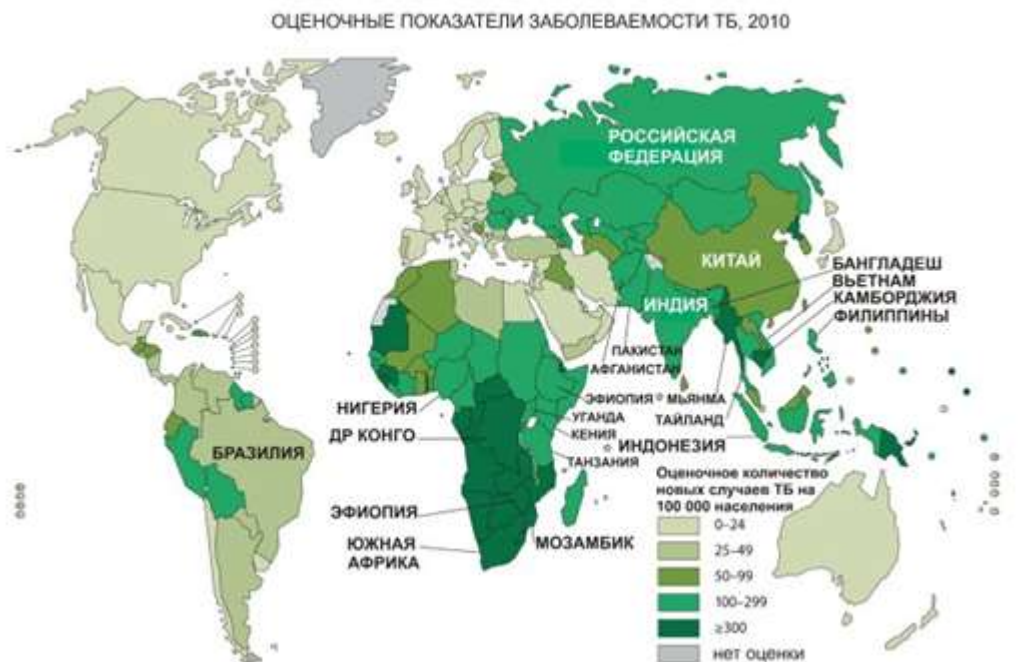 ОЦЕНОЧНЫЕ ПОКАЗАТЕЛИ ЗАБОЛЕВАЕМОСТИ ТБ, 2010
РОССИЙСКАЯ
ФЕДЕРАЦИЯ
КИТАЙ
БАНГЛАДЕШ
ВЬЕТНАМ
КАМБОРДЖИЯ
ФИЛИППИНЫ
ИНДИЯ
ПАКИСТАН
АФГАНИСТАН
ЭФИОПИЯ
МЬЯНМА
НИГЕРИЯ
УГАНДА
ТАЙЛАНД
ДР КОНГО
КЕНИЯ
ИНДОНЕЗИЯ
БРАЗИЛИЯ
ТАНЗАНИЯ
ЭФИОПИЯ
ЮЖНАЯ
АФРИКА
МОЗАМБИК
Оценочное количество
новых случаев ТБ на
100 000 населения
0–24
25–49
50–99
100–299
≥300
нет оценки